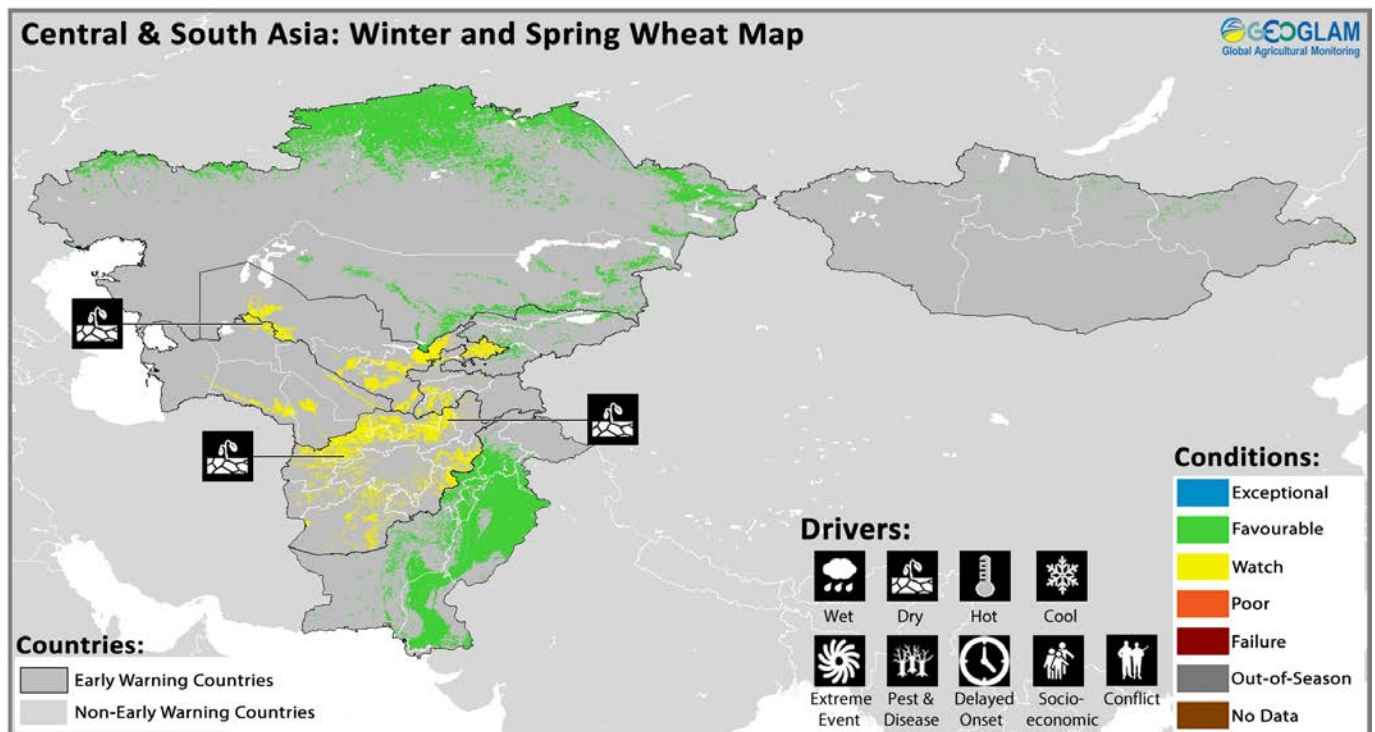 Central & South Asia: Winter and Spring Wheat Map
GEOGLAM
Global Agricultural Monitoring
Countries:
Early Warning Countries
Non-Early Warning Countries
Drivers:
Wet
Dry
Hot
Cool
Extreme
Event
Pest &
Disease
Delayed
Onset
Socio-
economic
Conflict
Conditions:
Exceptional
Favourable
Watch
Poor
Failure
Out-of-Season
No Data